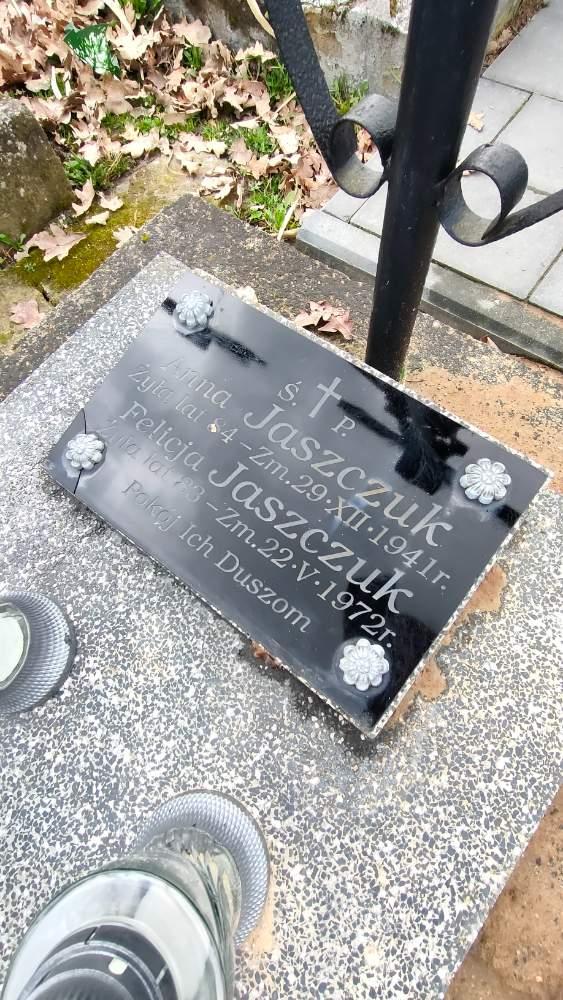 Ś. P.
Anna Jaszczuk
Żyła lat 84 - Zm. 29.XII.1941r.
Felicja Jaszczuk
Żyła lat 83 - Zm. 22.V.1972r.
Pokój Ich Duszom